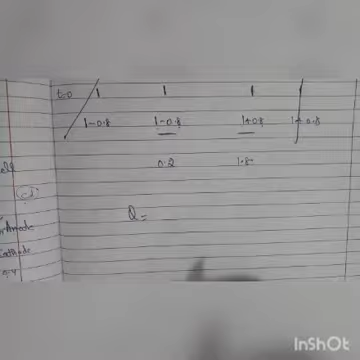 t=0 1 1 1 1
1-0.8 1-0.8 1+0.8 1+0.8
0.2 1.8
Q =
Anode
Cathode
InShOt